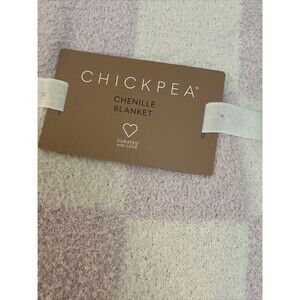 CHICKPEA®
CHENILLE
BLANKET
CURATED
with LOVE